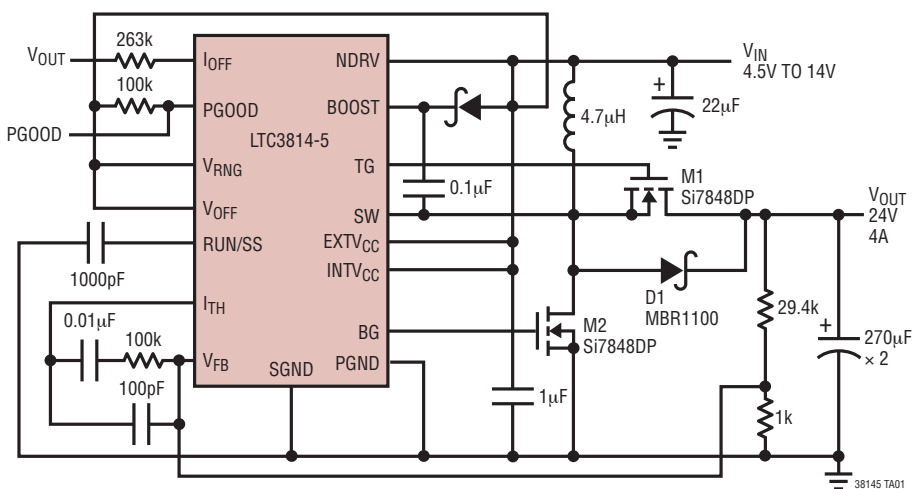 263k
VOUT
IOFF
NDRV
VIN
4.5V TO 14V
100k
PGOOD
BOOST
+
22µF
4.7µH
PGOOD
LTC3814-5
VRNG
TG
0.1µF
M1
Si7848DP
VOFF
SW
VOUT
24V
4A
RUN/SS
EXTVCC
1000pF
INTVCC
D1
MBR1100
ITH
0.01µF
100k
29.4k
BG
M2
Si7848DP
+
270µF
× 2
VFB
SGND
PGND
100pF
1µF
1k
38145 TA01